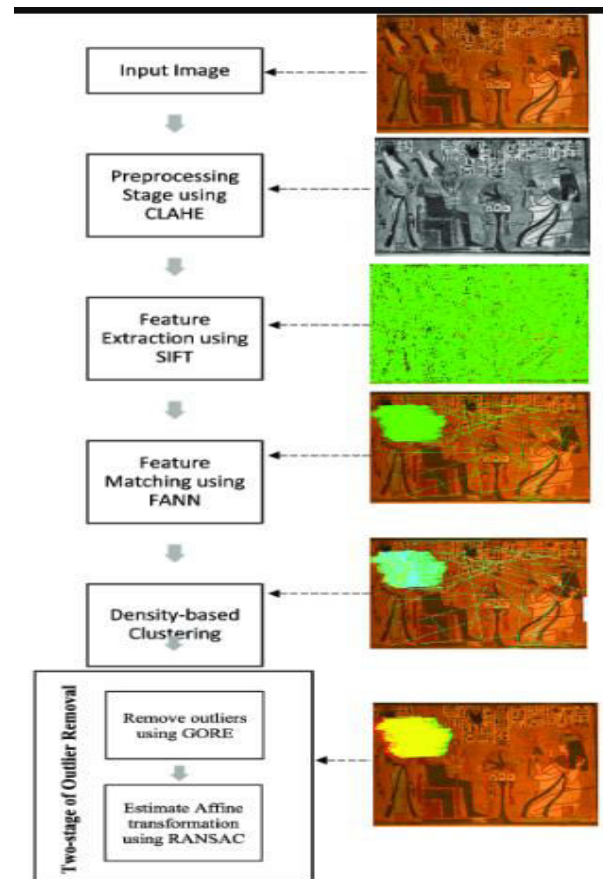 Input Image
Preprocessing
Stage using
CLAHE
Feature
Extraction using
SIFT
Feature
Matching using
FANN
Density-based
Clustering
Two-stage of Outlier Removal
Remove outliers
using GORE
Estimate Affine
transformation
using RANSAC